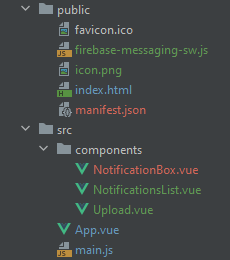 public
favicon.ico
firebase-messaging-sw.js
icon.png
index.html
manifest.json
src
components
NotificationBox.vue
NotificationsList.vue
Upload.vue
App.vue
main.js